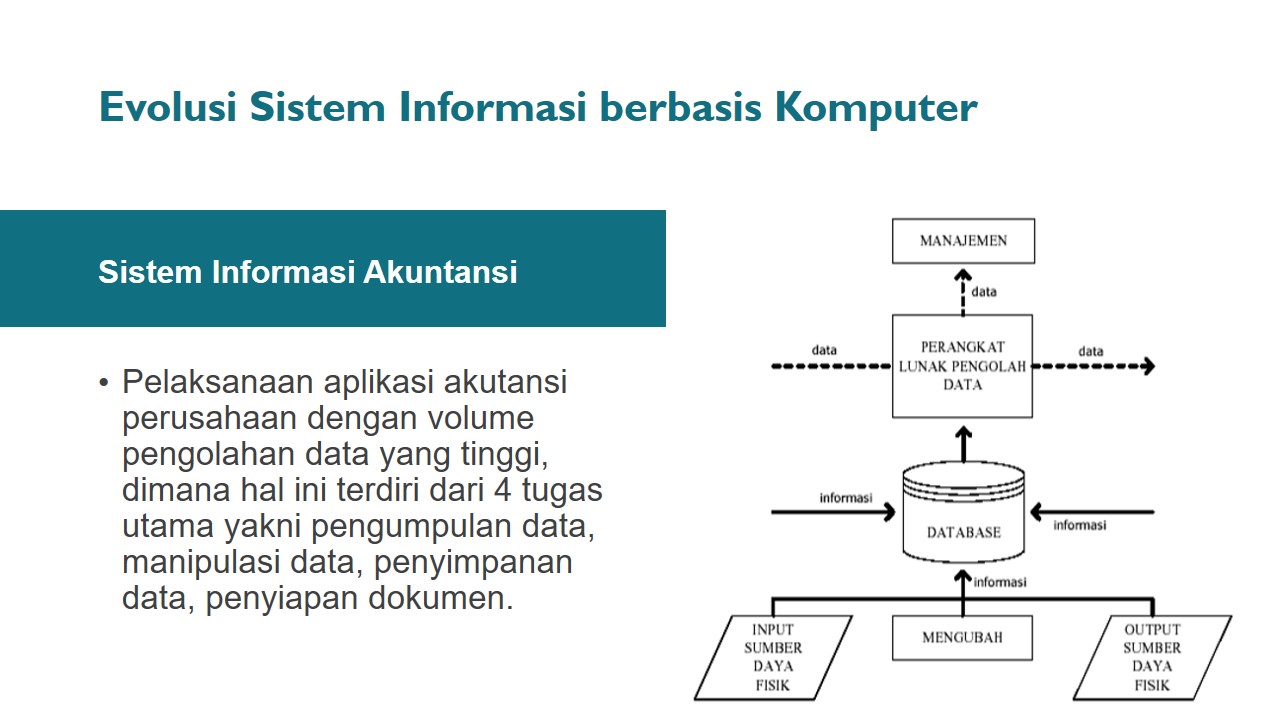 Evolusi Sistem Informasi berbasis Komputer
Sistem Informasi Akuntansi
• Pelaksanaan aplikasi akutansi
perusahaan dengan volume
pengolahan data yang tinggi,
dimana hal ini terdiri dari 4 tugas
utama yakni pengumpulan data,
manipulasi data, penyimpanan
data, penyiapan dokumen.
MANAJEMEN
data
data
PERANGKAT
LUNAK PENGOLAH
DATA
data
informasi
DATABASE
informasi
informasi
INPUT
SUMBER
DAYA
FISIK
MENGUBAH
OUTPUT
SUMBER
DAYA
FISIK